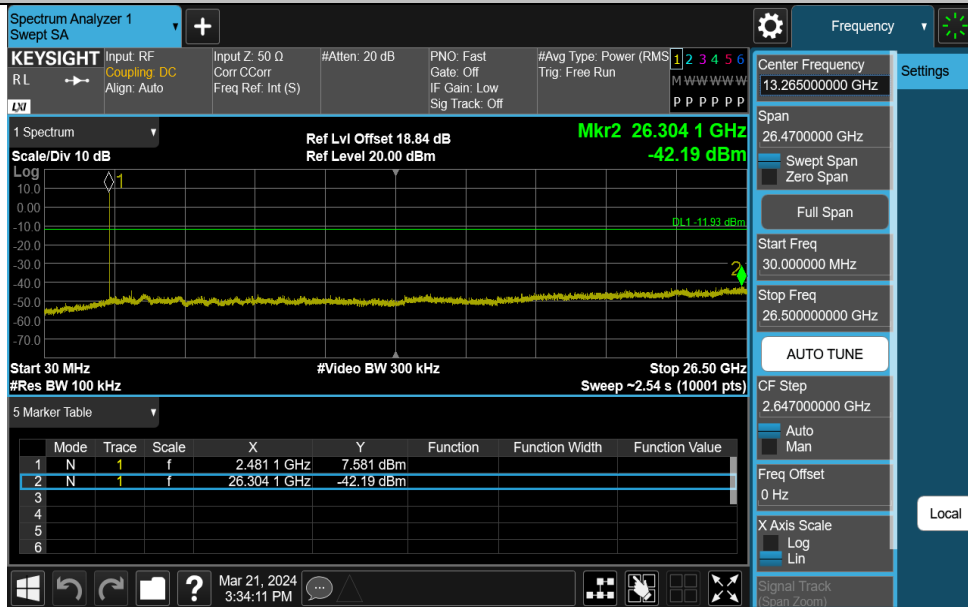 Spectrum Analyzer 1
Swept SA
+
Frequency
KEYSIGHT
RL
LXI
Input: RF
Coupling: DC
Align: Auto
Input Z: 50 Ω
Corr CCorr
Freq Ref: Int (S)
#Atten: 20 dB
PNO: Fast
Gate: Off
IF Gain: Low
Sig Track: Off
#Avg Type: Power (RMS
Trig: Free Run
1 2 3 4 5 6
M W W W W W
P P P P P P
1 Spectrum
Scale/Div 10 dB
Ref Lvl Offset 18.84 dB
Ref Level 20.00 dBm
Mkr2 26.304 1 GHz
-42.19 dBm
Log
10.0
0.00
-10.0
-20.0
-30.0
-40.0
-50.0
-60.0
-70.0
1
DL1 -11.93 dBm
2
Start 30 MHz
#Video BW 300 kHz
Stop 26.50 GHz
#Res BW 100 kHz
Sweep ~2.54 s (10001 pts)
5 Marker Table
Mode Trace Scale X Y Function Function Width Function Value
1 N 1 f 2.481 1 GHz 7.581 dBm
2 N 1 f 26.304 1 GHz -42.19 dBm
3
4
5
6
?
Mar 21, 2024
3:34:11 PM
Center Frequency
13.265000000 GHz
Span
26.4700000 GHz
Swept Span
Zero Span
Full Span
Start Freq
30.000000 MHz
Stop Freq
26.500000000 GHz
AUTO TUNE
CF Step
2.647000000 GHz
Auto
Man
Freq Offset
0 Hz
X Axis Scale
Log
Lin
Signal Track
(Span Zoom)
Settings
Local